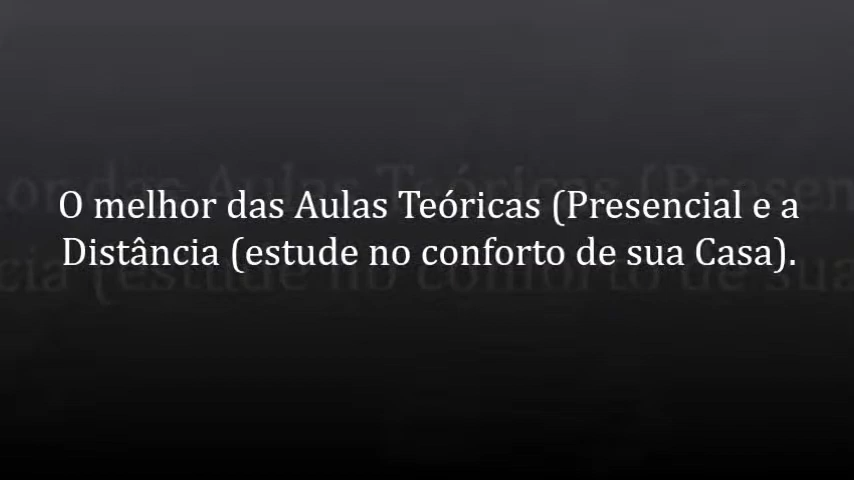 O melhor das Aulas Teóricas (Presencial e a
Distância (estude no conforto de sua Casa).